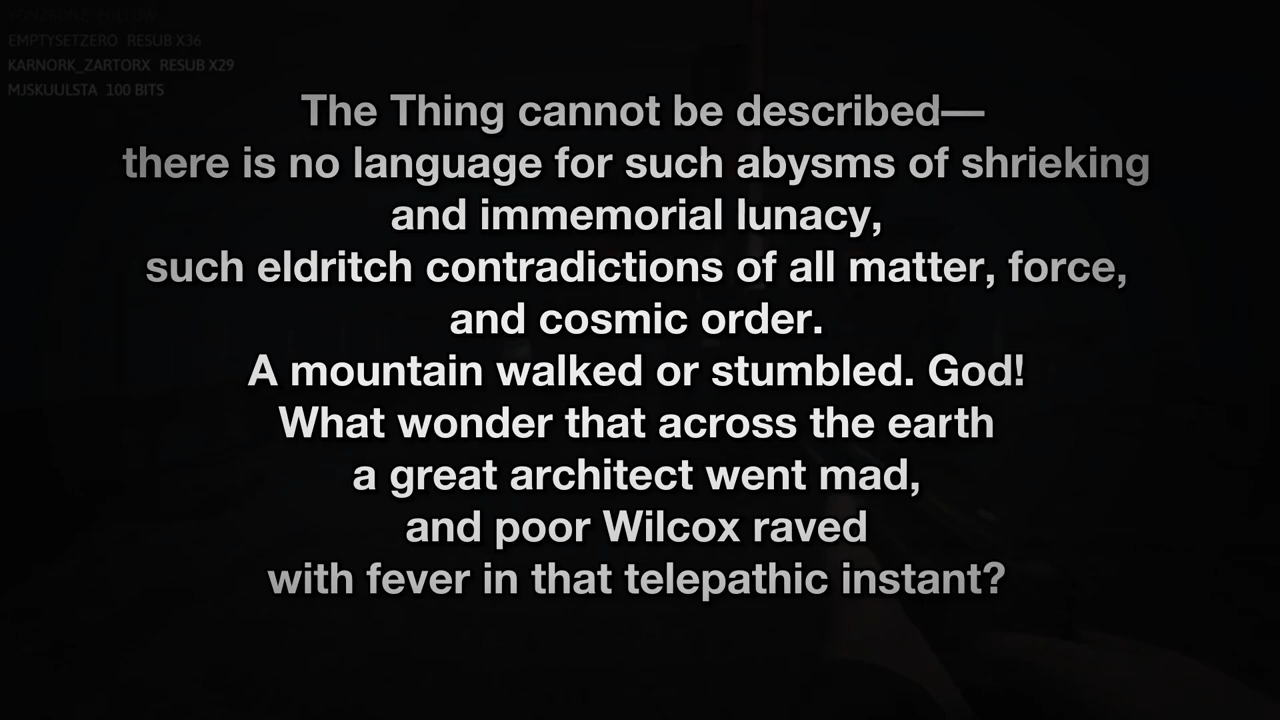 EMPTYSETZERO RESUB X36
KARNORK_ZARTORX RESUB X29
MJSKUULSTA 100 BITS
The Thing cannot be described—
there is no language for such abysms of shrieking
and immemorial lunacy,
such eldritch contradictions of all matter, force,
and cosmic order.
A mountain walked or stumbled. God!
What wonder that across the earth
a great architect went mad,
and poor Wilcox raved
with fever in that telepathic instant?